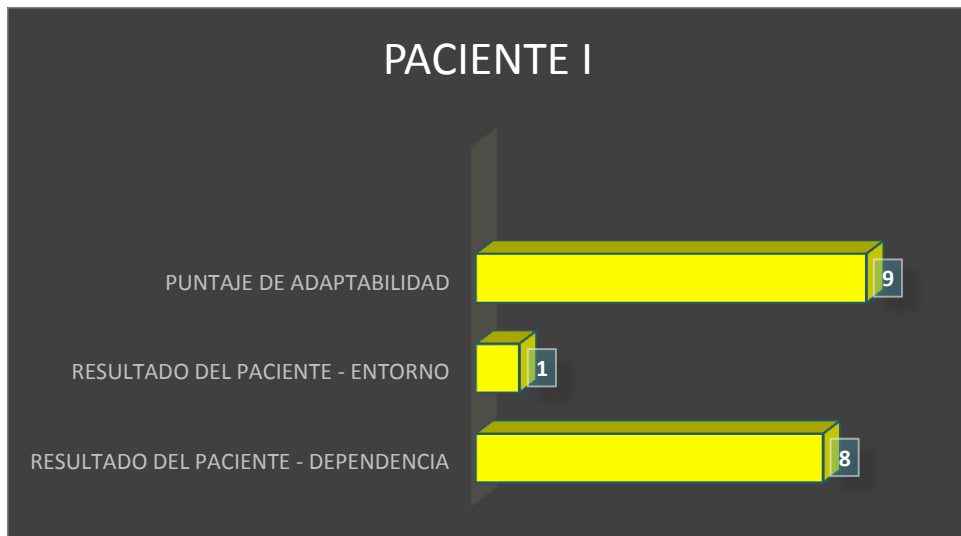 PACIENTE I
PUNTAJE DE ADAPTABILIDAD
9
RESULTADO DEL PACIENTE - ENTORNO
1
RESULTADO DEL PACIENTE - DEPENDENCIA
8